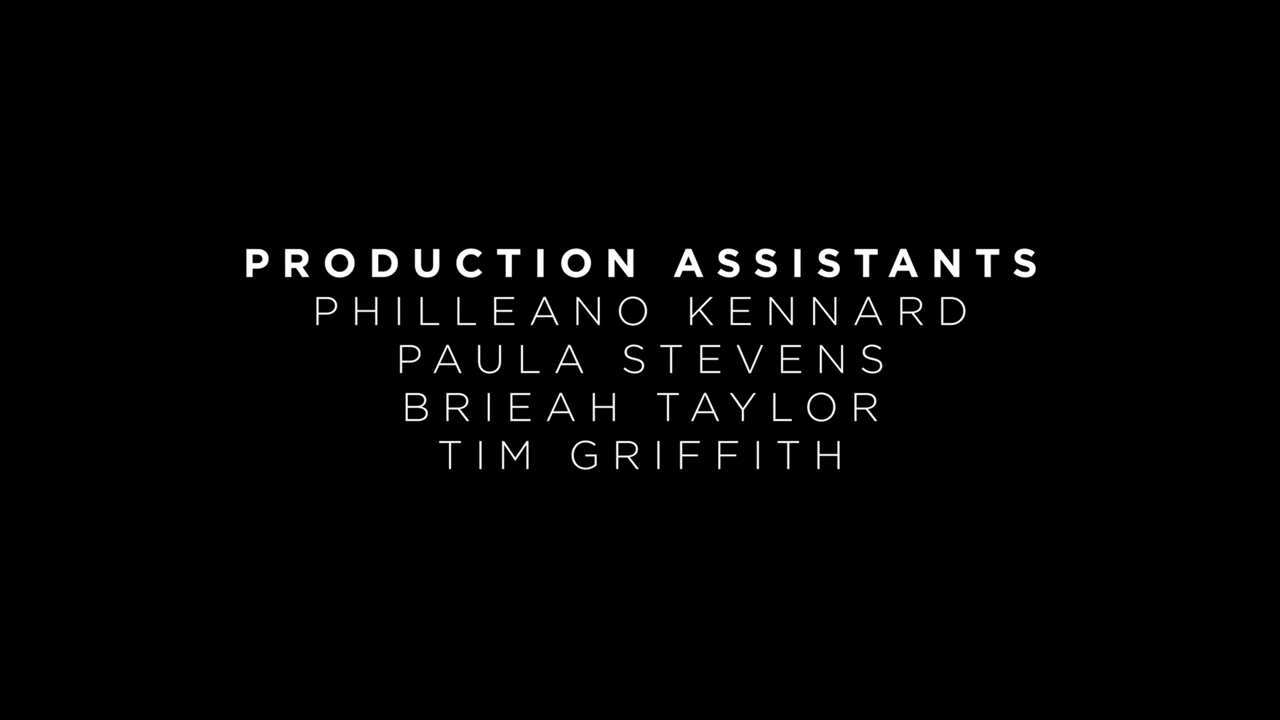 PRODUCTION ASSISTANTS
PHILLEANO KENNARD
PAULA STEVENS
BRIEAH TAYLOR
TIM GRIFFITH